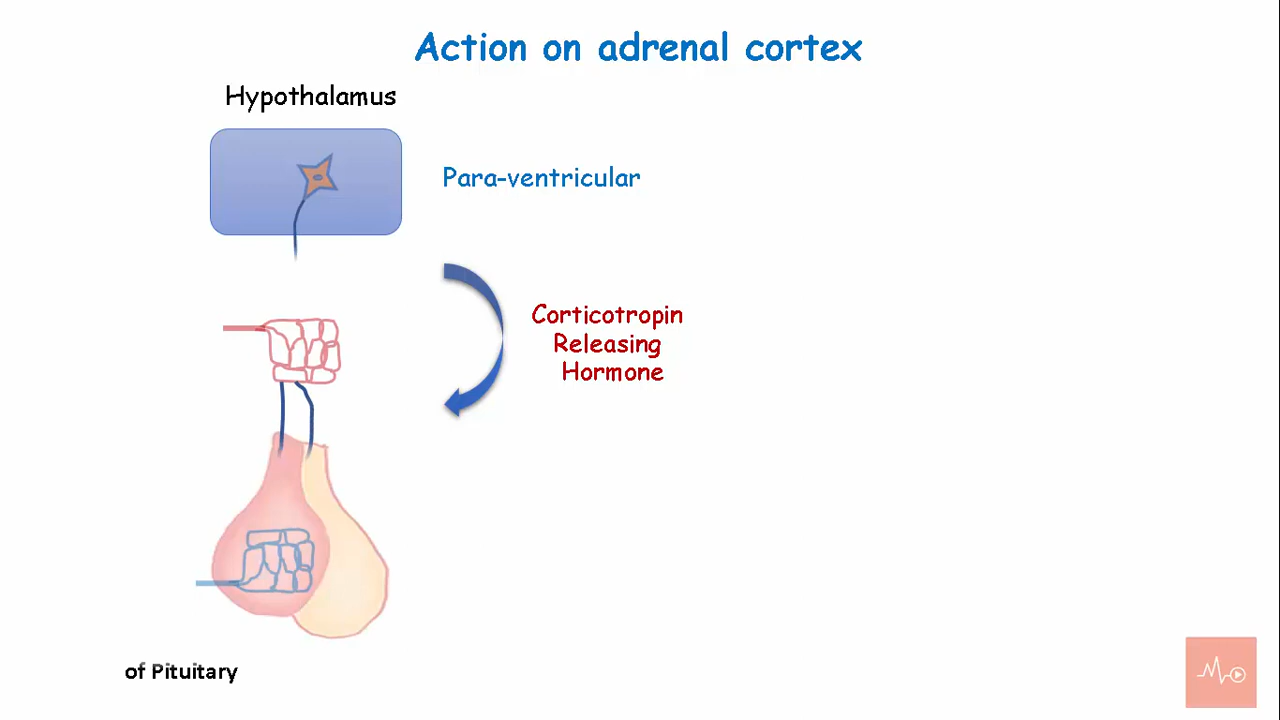 Action on adrenal cortex
Hypothalamus
Para-ventricular
Corticotropin
Releasing
Hormone
of Pituitary